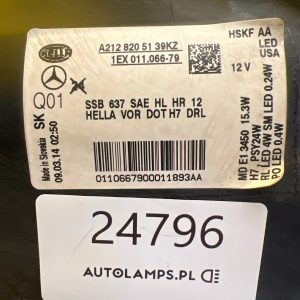 HELLA
A212 820 51 39KZ
1EX 011.066-79
HSKF AA
LED
USA
12 V
SK Q01
Made in Slovakia
09.03.14 02:50
SSB 637 SAE HL HR 12
HELLA VOR DOT H7 DRL
0110667900011893AA
MD E1 3450 15.3W
H7 PSY24W
RL LED 4W SM LED 0.24W
PO LED 0.4W
24796
AUTOLAMPS.PL